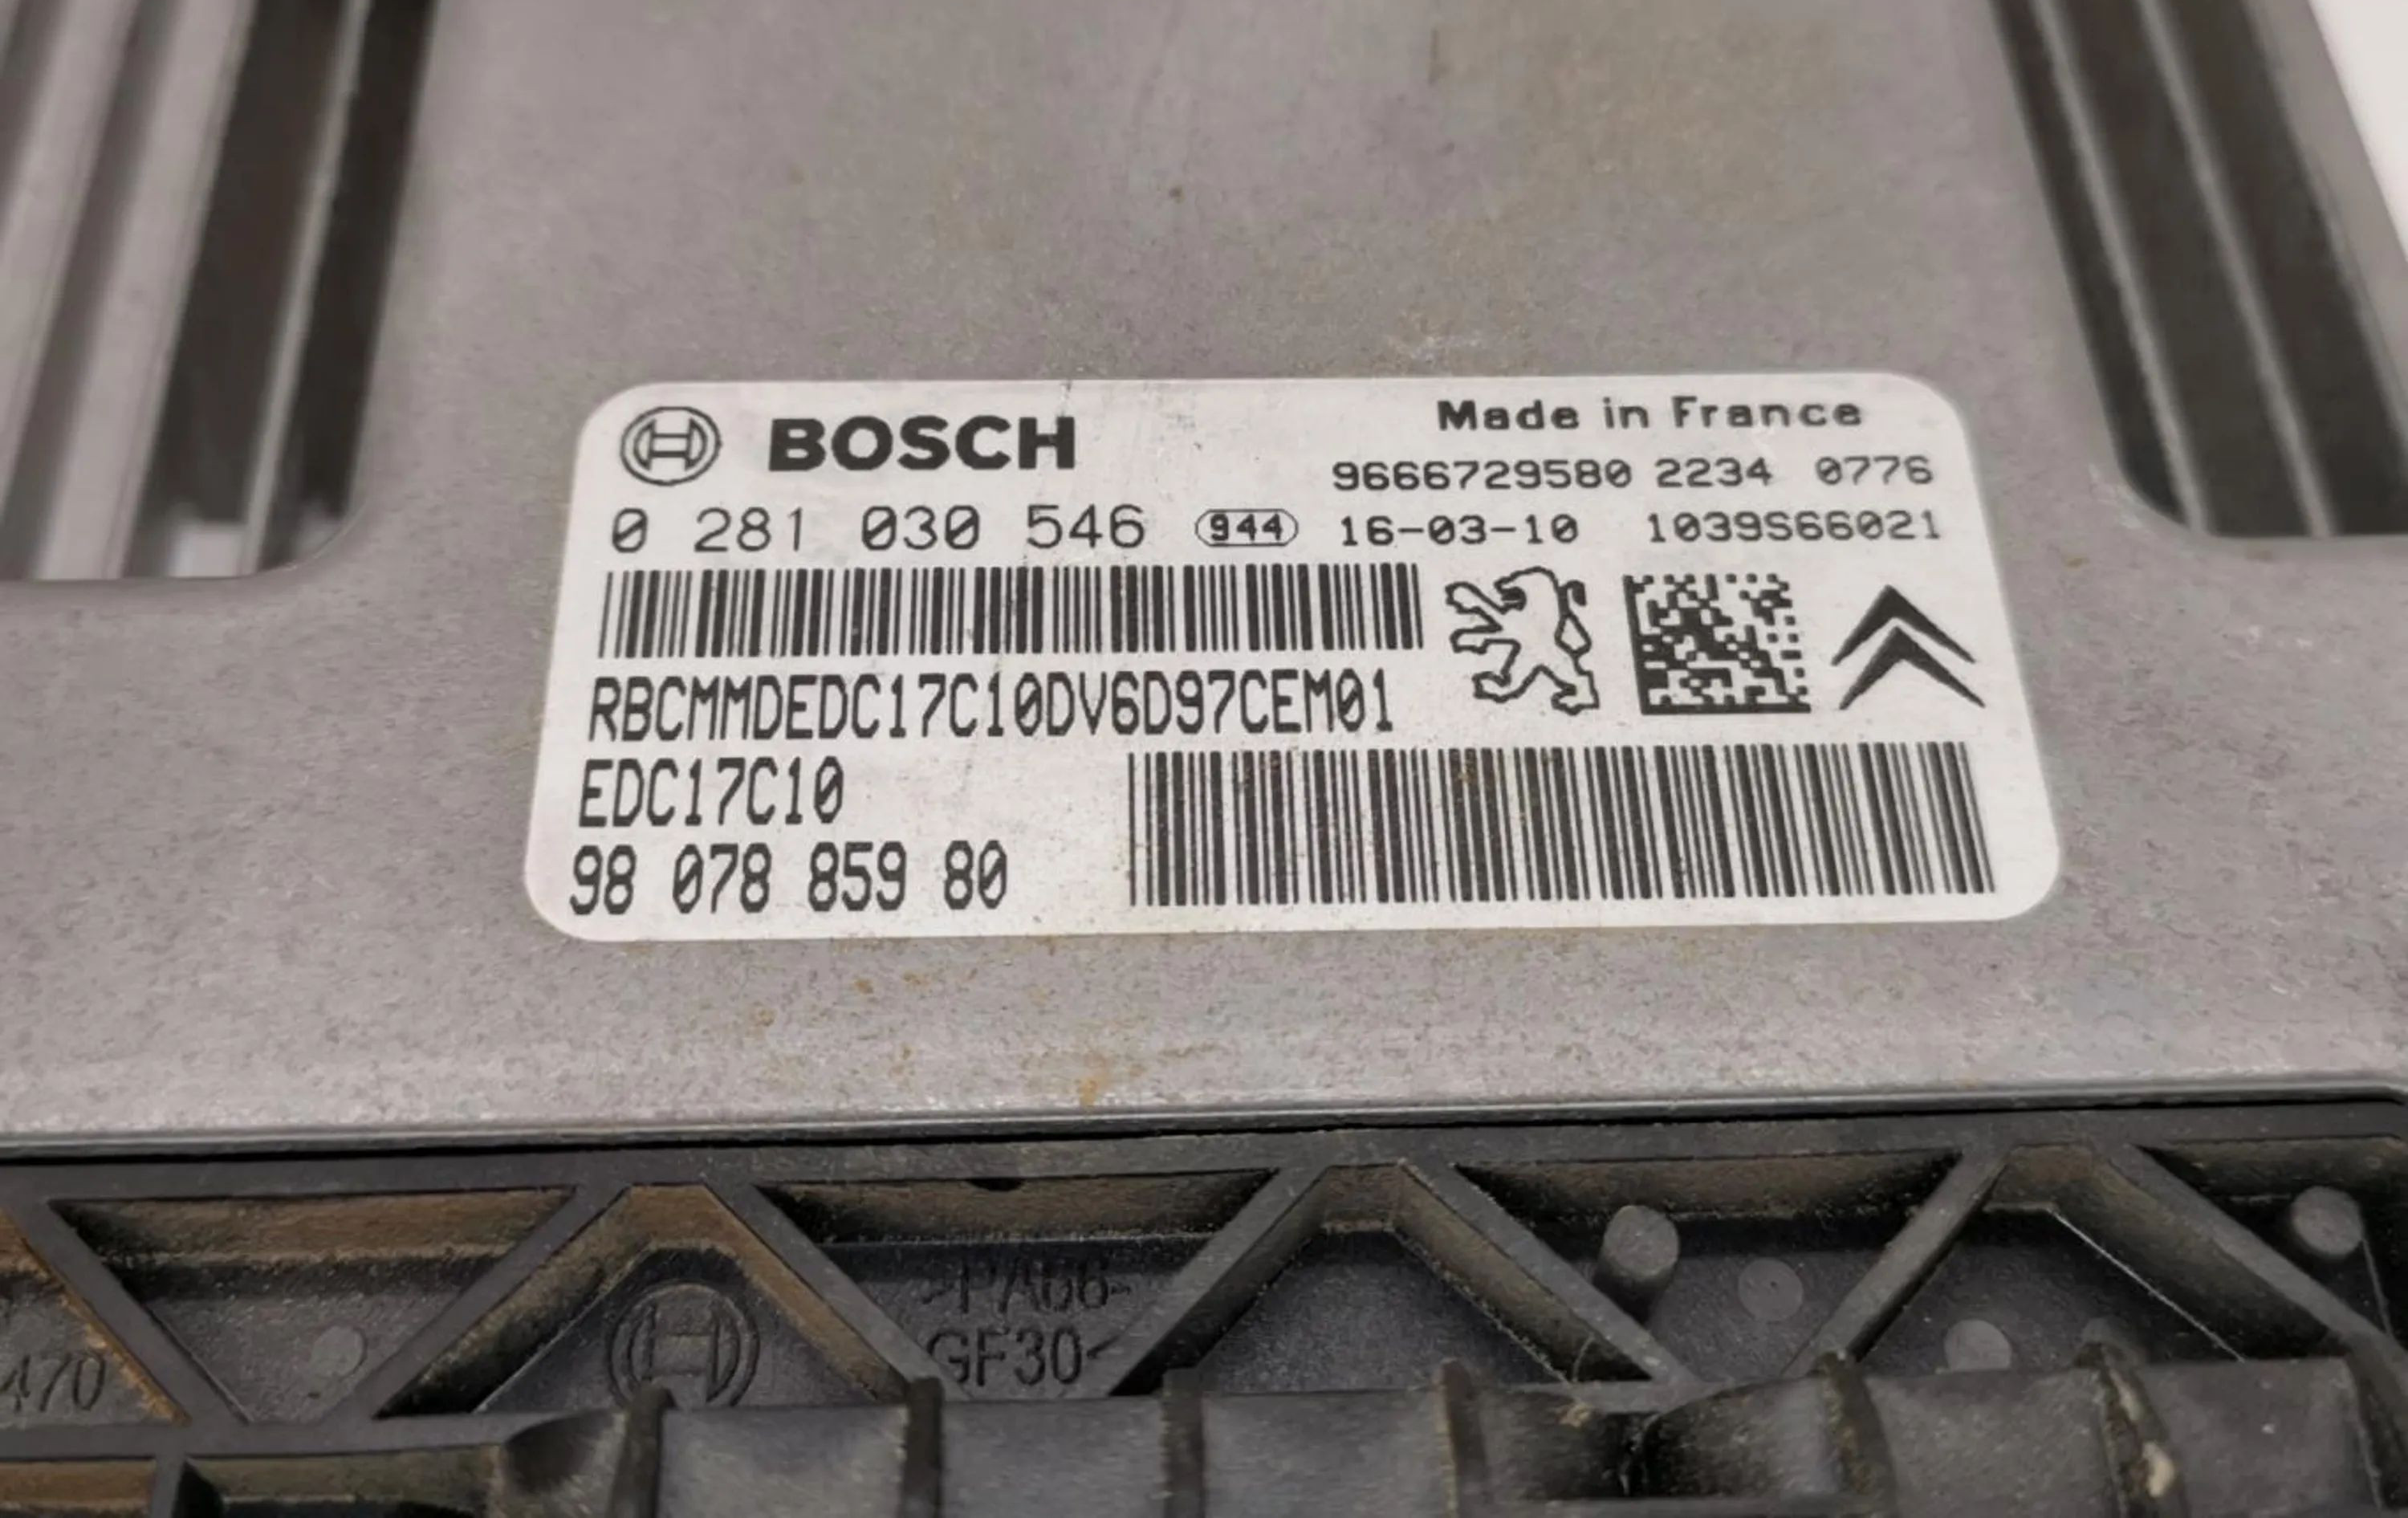 BOSCH
Made in France
9666729580 2234 0776
0 281 030 546 944 16-03-10 1039S66021
RBCMMDEDC17C10DV6D97CEM01
EDC17C10
98 078 859 80
>PA66-
GF30<
470